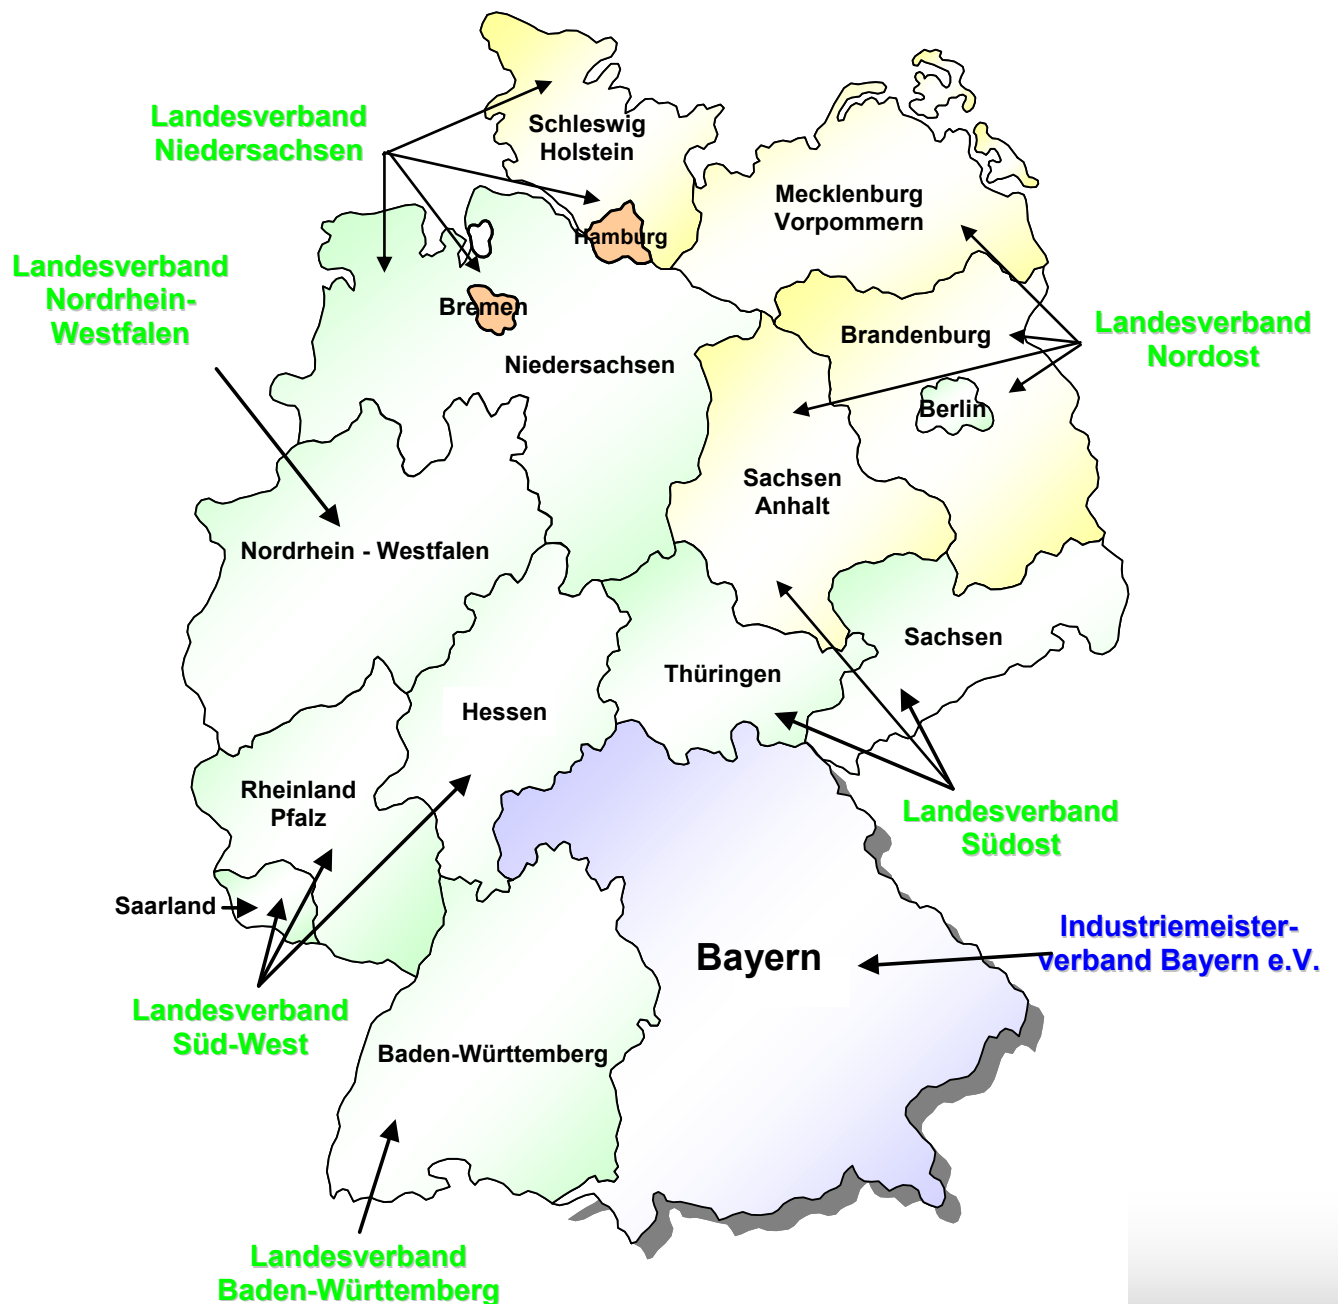 Landesverband
Niedersachsen
Schleswig
Holstein
Mecklenburg
Vorpommern
Hamburg
Landesverband
Nordrhein-
Westfalen
Bremen
Brandenburg
Landesverband
Nordost
Niedersachsen
Berlin
Sachsen
Anhalt
Nordrhein - Westfalen
Sachsen
Thüringen
Hessen
Rheinland
Pfalz
Landesverband
Südost
Saarland
Industriemeister-
verband Bayern e.V.
Bayern
Landesverband
Süd-West
Baden-Württemberg
Landesverband
Baden-Württemberg